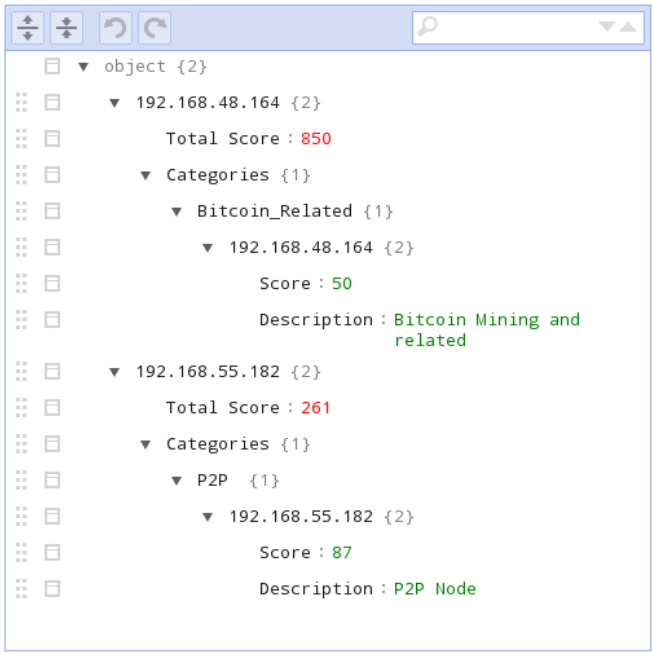 object {2}
192.168.48.164 {2}
Total Score : 850
Categories {1}
Bitcoin_Related {1}
192.168.48.164 {2}
Score : 50
Description : Bitcoin Mining and
related
192.168.55.182 {2}
Total Score : 261
Categories {1}
P2P {1}
192.168.55.182 {2}
Score : 87
Description : P2P Node